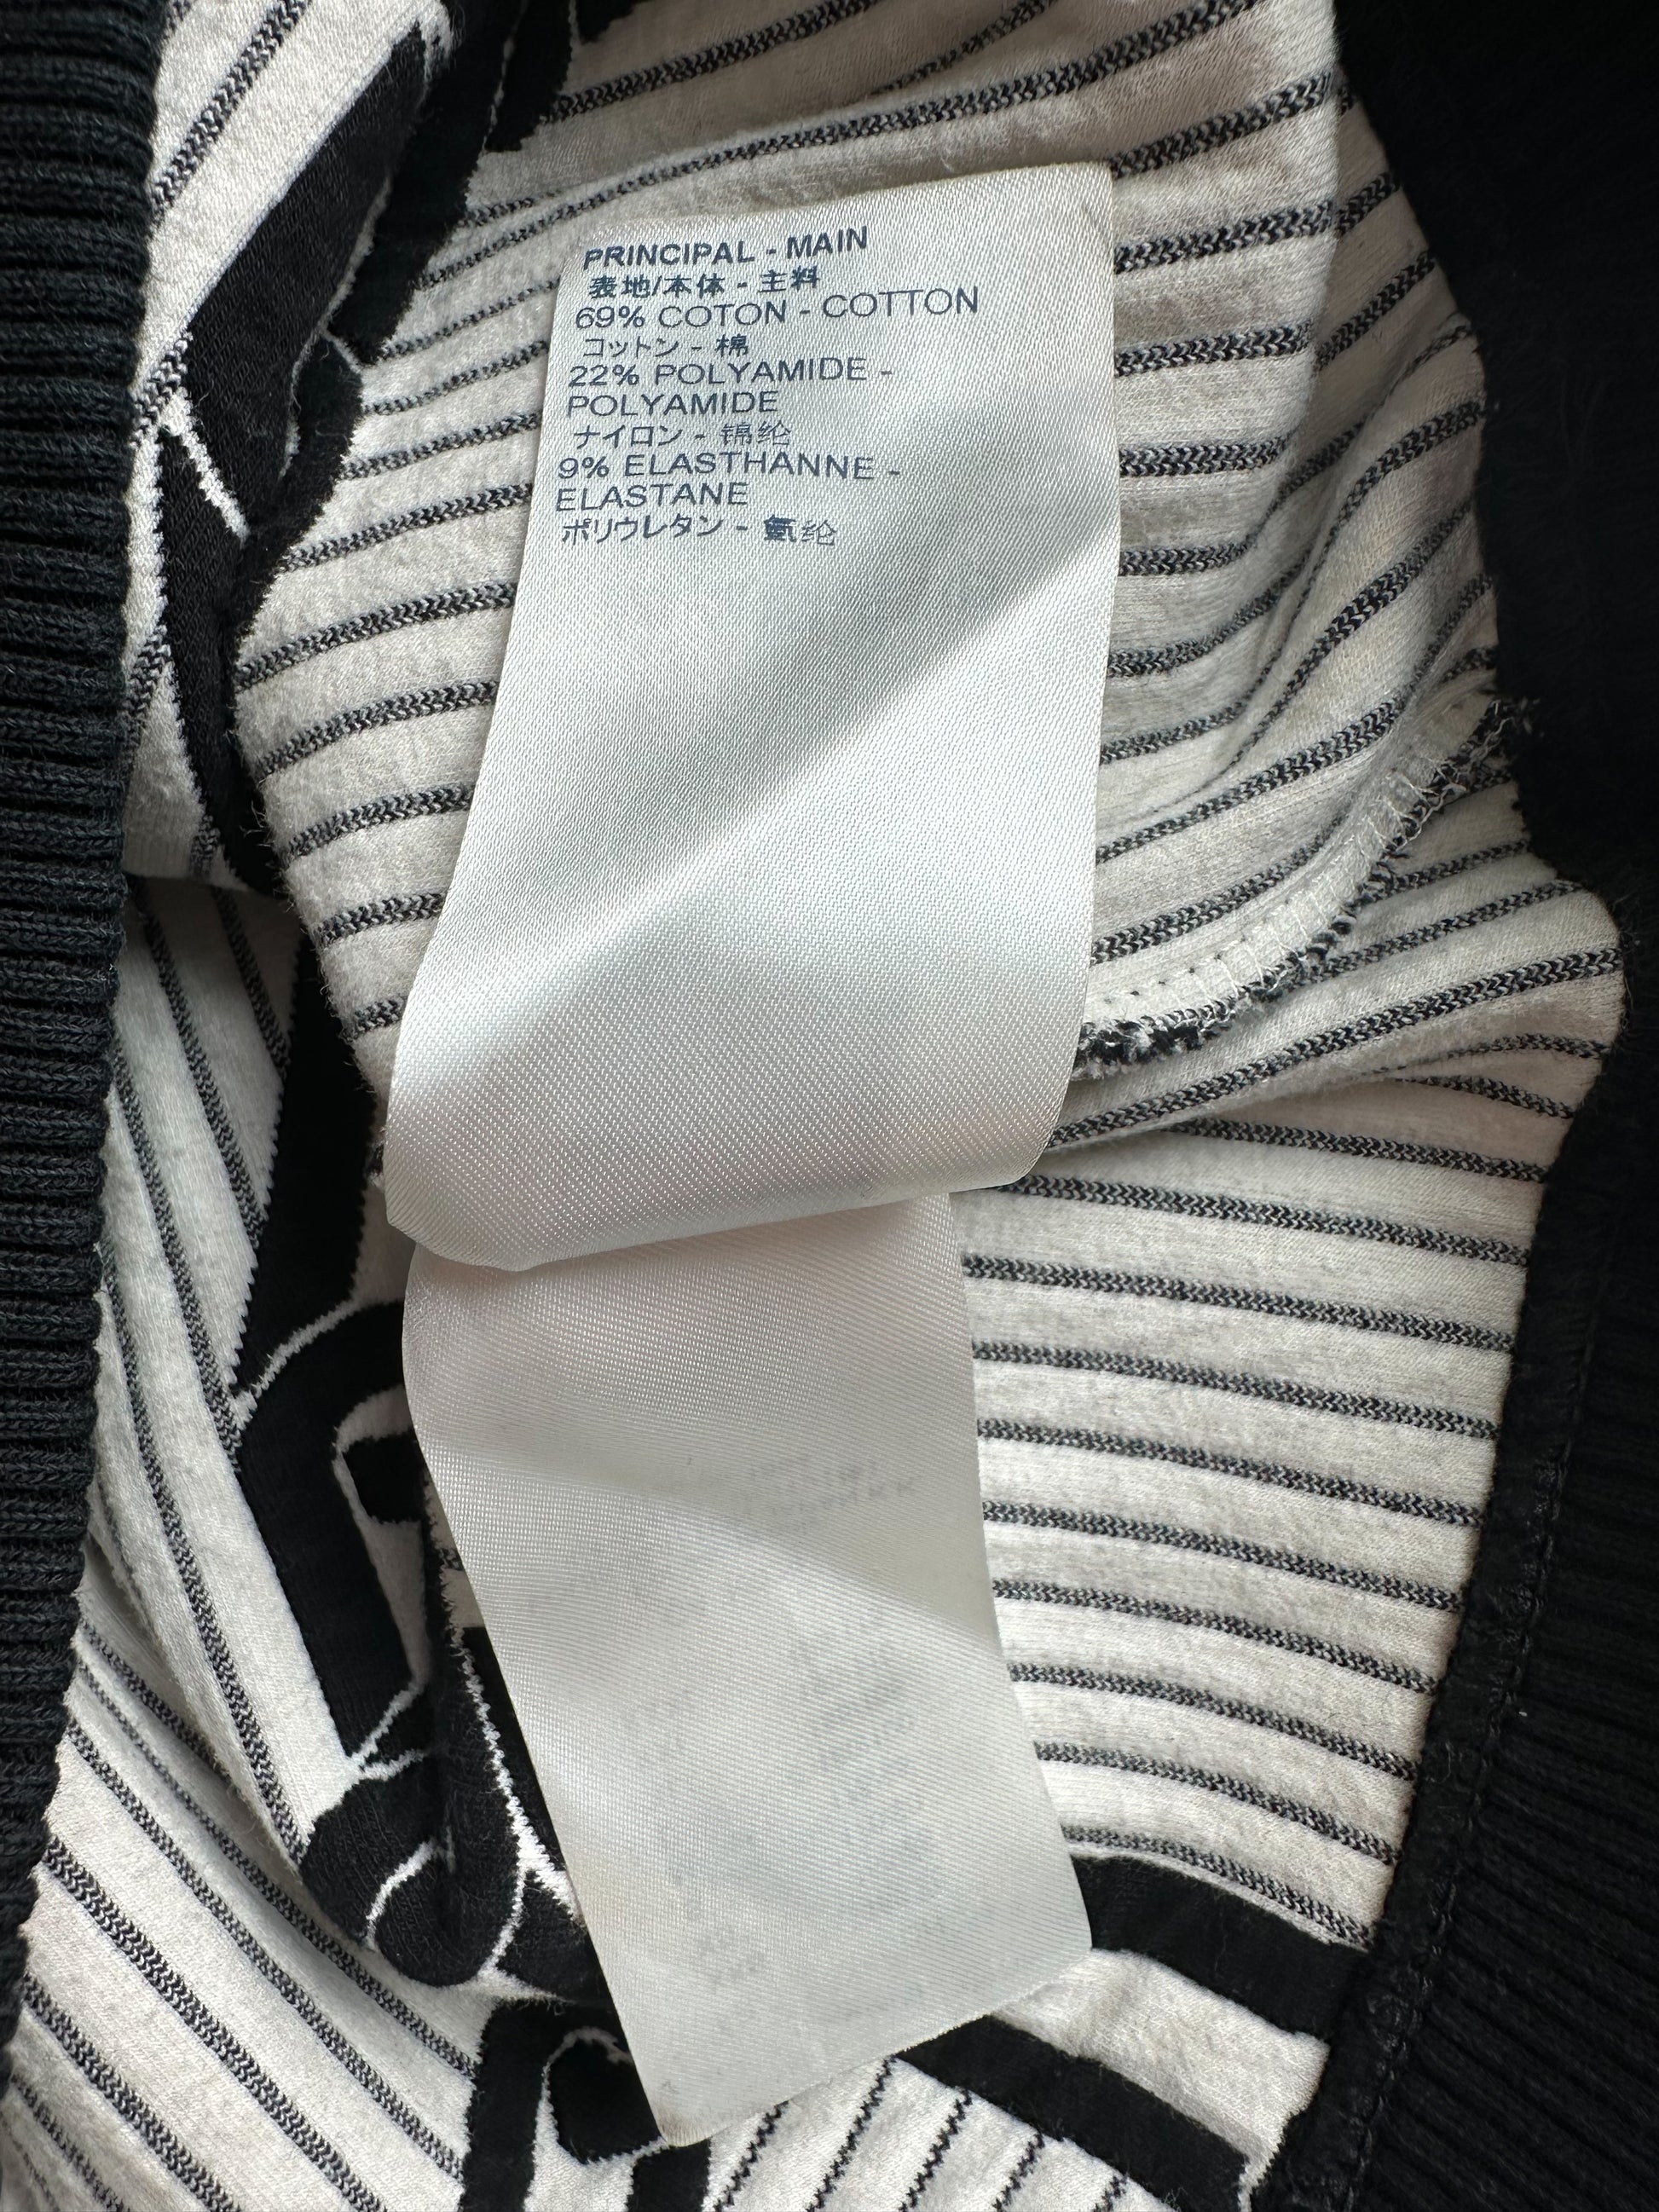 PRINCIPAL - MAIN
表地/本体 - 主料
69% COTON - COTTON
コットン - 棉
22% POLYAMIDE -
POLYAMIDE
ナイロン - 锦纶
9% ELASTHANNE -
ELASTANE
ポリウレタン - 氨纶